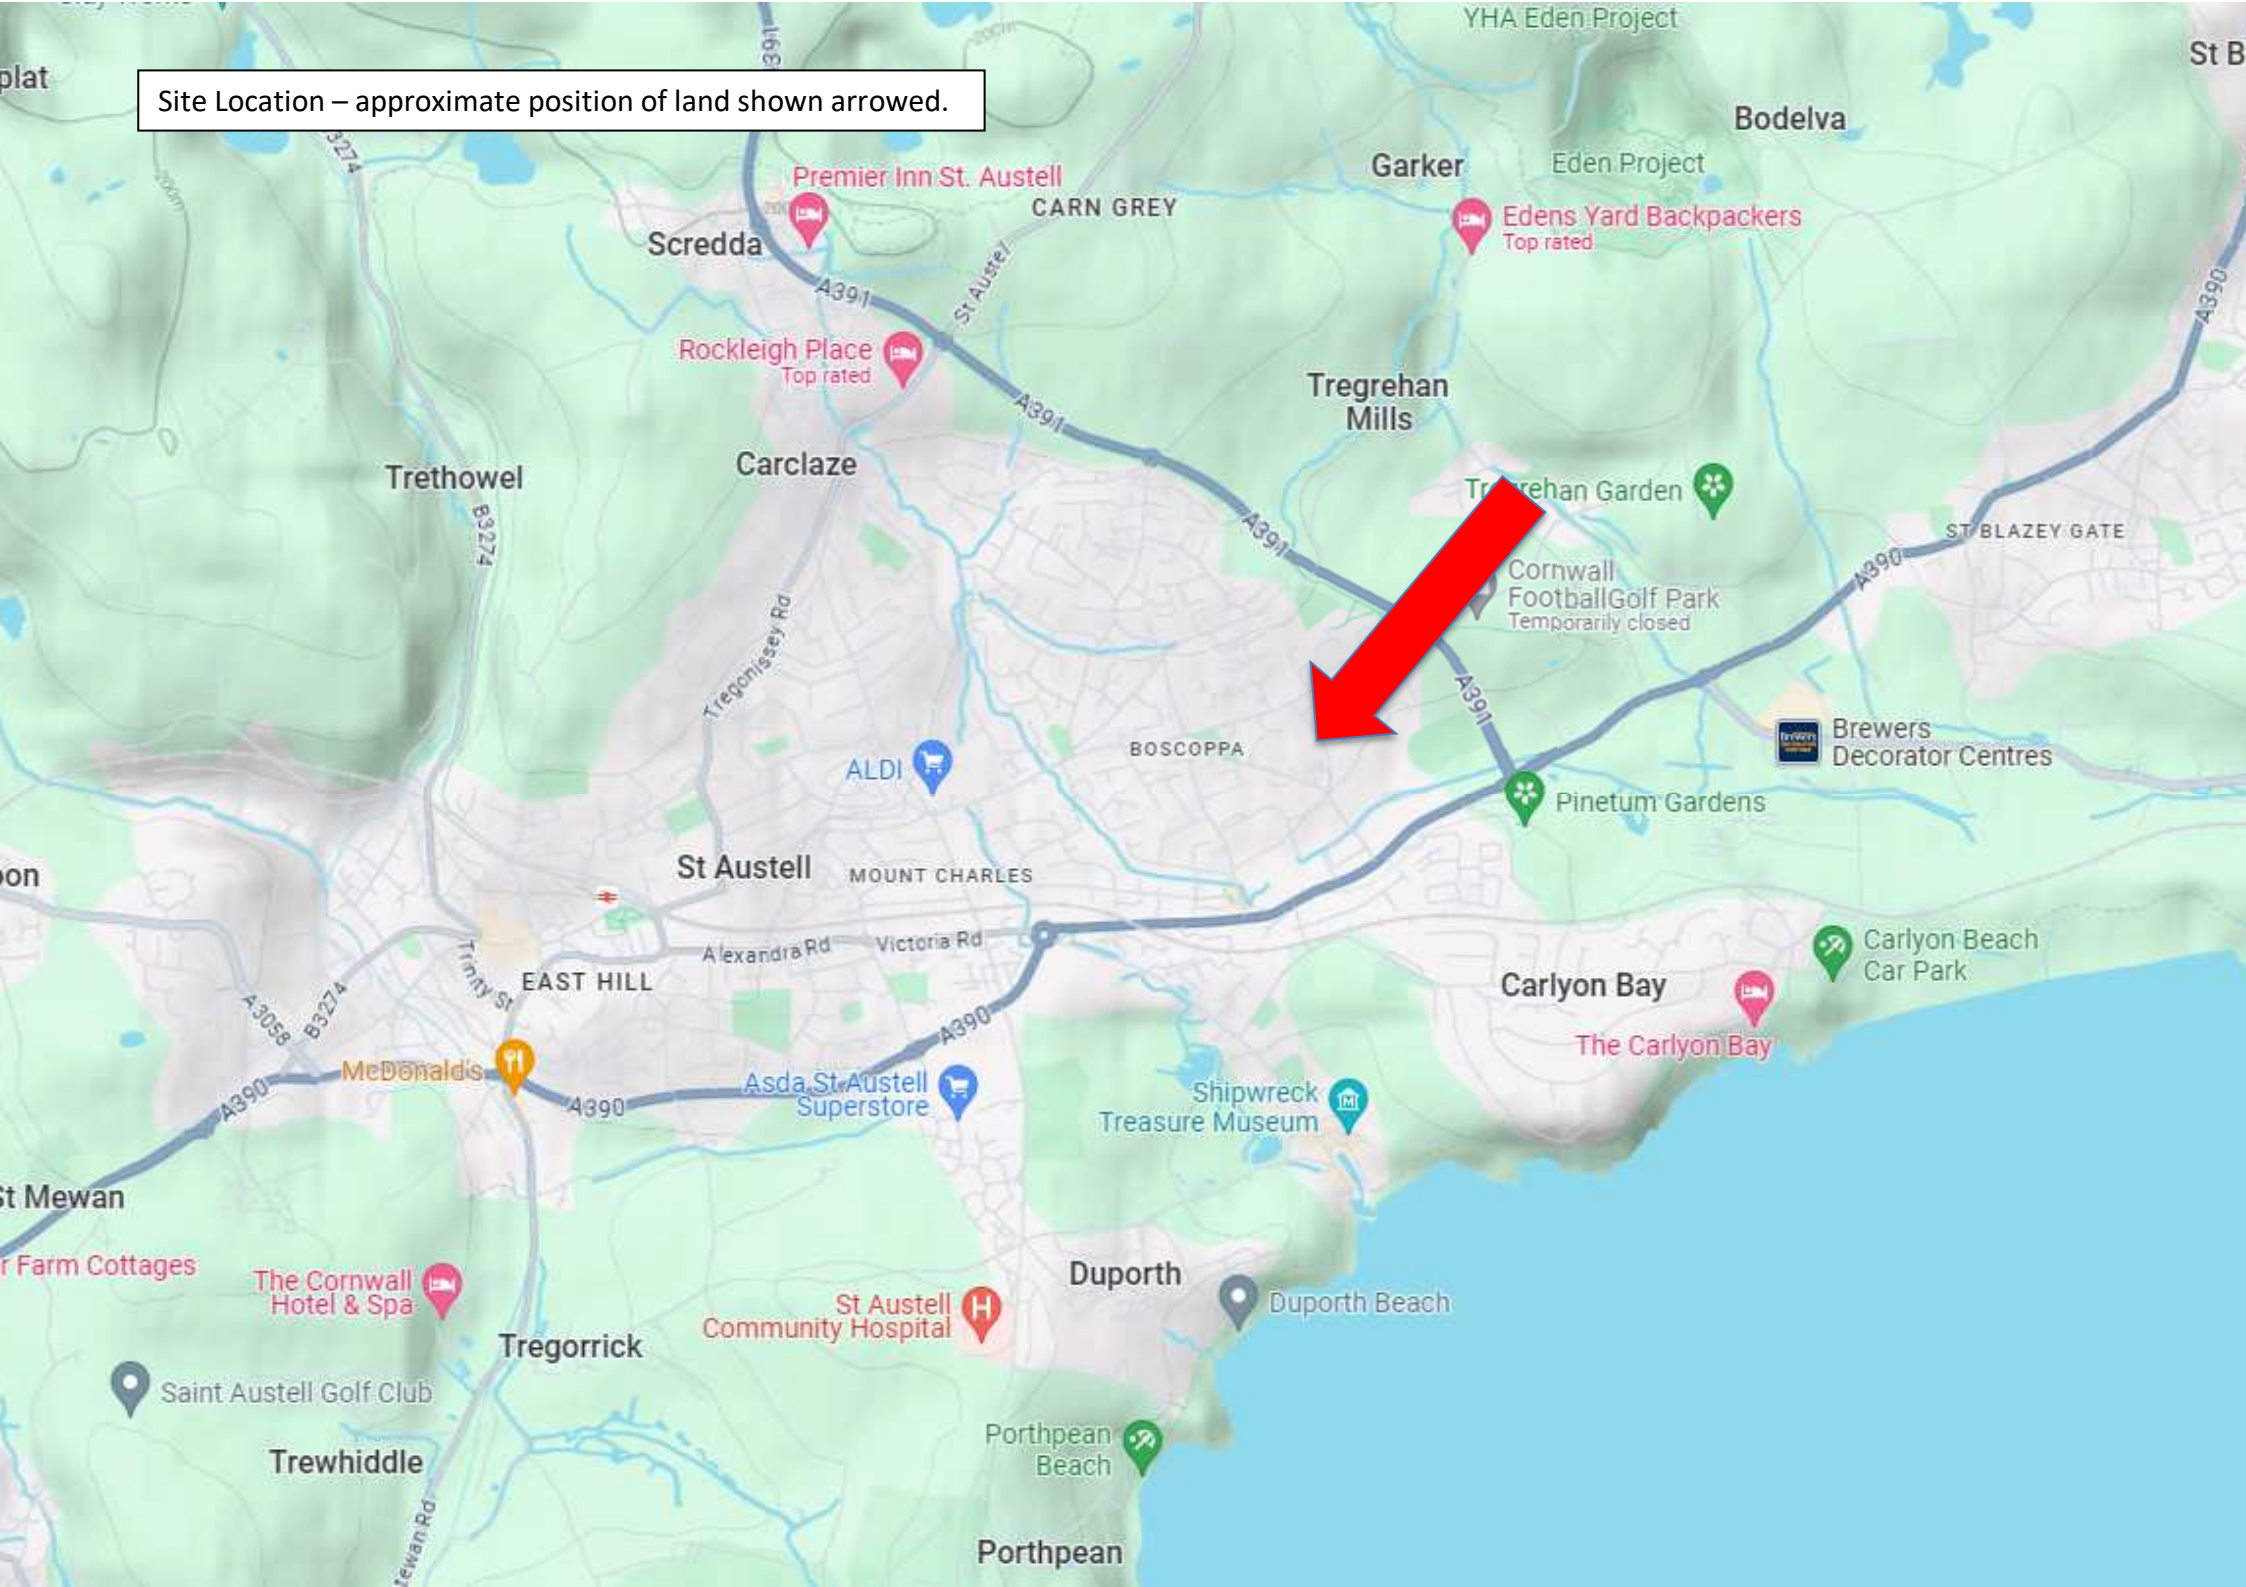 YHA Eden Project
St B
plat
Site Location – approximate position of land shown arrowed.
Bodelva
3274
Garker
Eden Project
Premier Inn St. Austell
CARN GREY
Edens Yard Backpackers
Top rated
Scredda
A391
St Austel
A390
Rockleigh Place
Top rated
A391
Tregrehan
Mills
Carclaze
Trethowel
B3274
Tregrehan Garden
A391
ST BLAZEY GATE
A390
Cornwall
FootballGolf Park
Temporarily closed
Tregonissey Rd
A391
BOSCOPPA
ALDI
Brewers
Decorator Centres
Pinetum Gardens
St Austell
MOUNT CHARLES
Alexandra Rd
Victoria Rd
Trinity St
EAST HILL
Carlyon Beach
Car Park
Carlyon Bay
The Carlyon Bay
A3058
B3274
A390
McDonald's
A390
A390
Asda St Austell
Superstore
Shipwreck
Treasure Museum
St Mewan
r Farm Cottages
The Cornwall
Hotel & Spa
Duporth
Duporth Beach
St Austell
Community Hospital
Tregorrick
Saint Austell Golf Club
Trewhiddle
Porthpean
Beach
tewan Rd
Porthpean